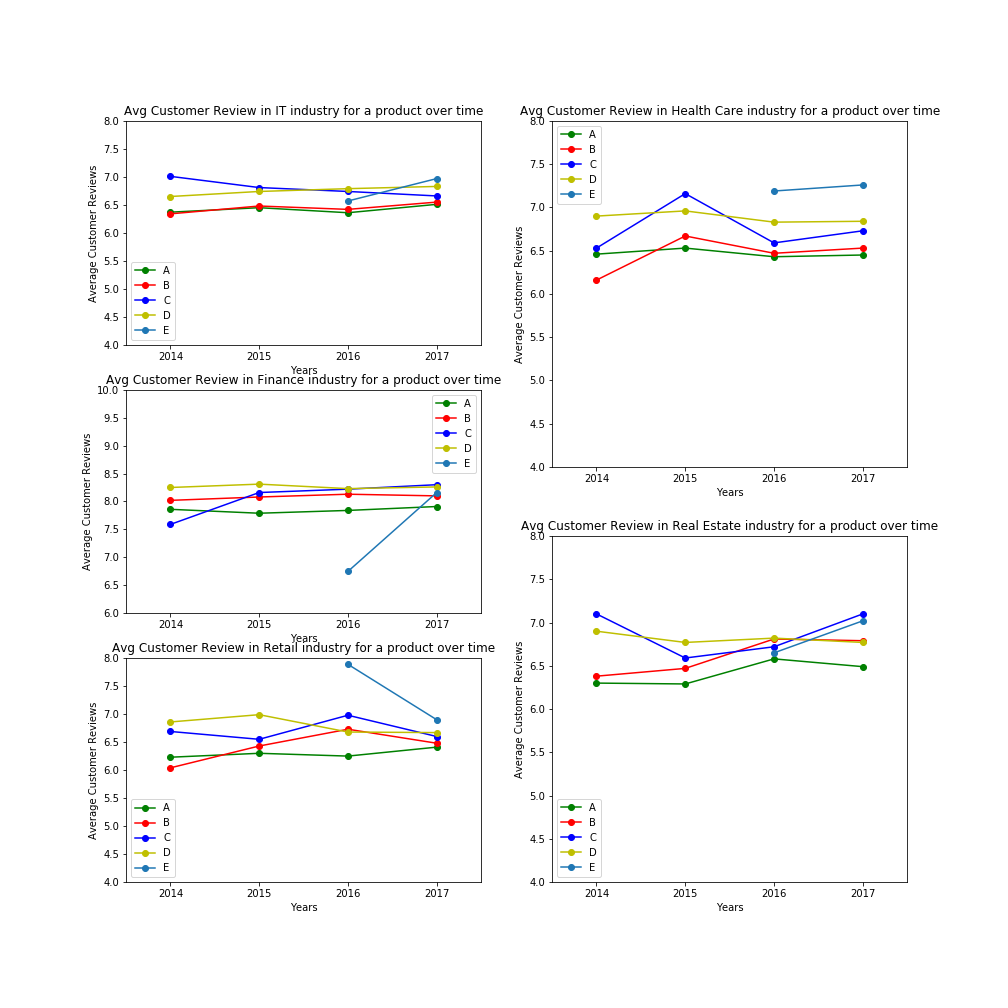 Avg Customer Review in IT industry for a product over time
Average Customer Reviews
8.0
7.5
7.0
6.5
6.0
5.5
5.0
4.5
4.0
A
B
C
D
E
2014 2015 2016 2017
Years
Avg Customer Review in Finance industry for a product over time
Average Customer Reviews
10.0
9.5
9.0
8.5
8.0
7.5
7.0
6.5
6.0
A
B
C
D
E
2014 2015 2016 2017
Years
Avg Customer Review in Retail industry for a product over time
Average Customer Reviews
8.0
7.5
7.0
6.5
6.0
5.5
5.0
4.5
4.0
A
B
C
D
E
2014 2015 2016 2017
Years
Avg Customer Review in Health Care industry for a product over time
Average Customer Reviews
8.0
7.5
7.0
6.5
6.0
5.5
5.0
4.5
4.0
A
B
C
D
E
2014 2015 2016 2017
Years
Avg Customer Review in Real Estate industry for a product over time
Average Customer Reviews
8.0
7.5
7.0
6.5
6.0
5.5
5.0
4.5
4.0
A
B
C
D
E
2014 2015 2016 2017
Years